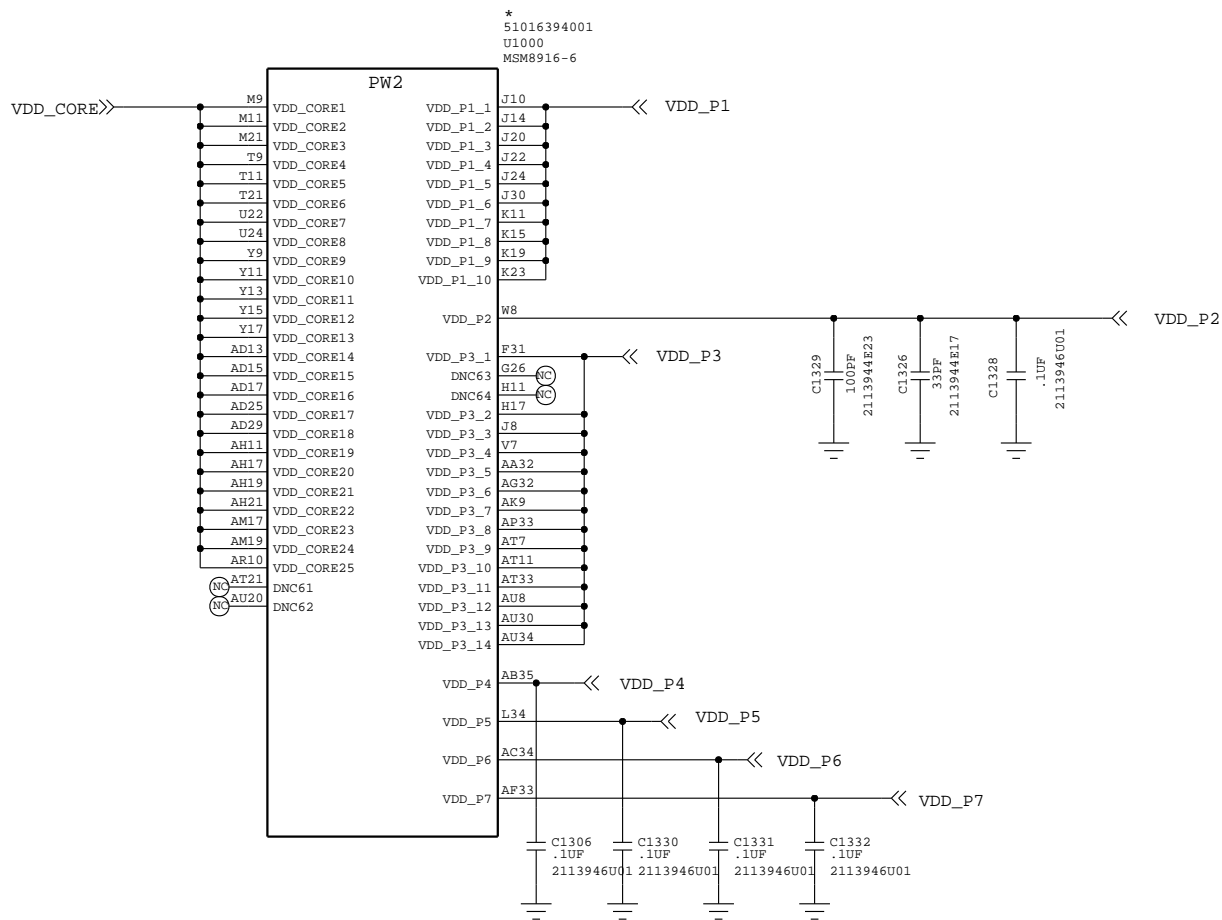 *
51016394001
U1000
MSM8916-6
PW2
VDD_CORE
M9 VDD_CORE1 VDD_P1_1 J10 VDD_P1
M11 VDD_CORE2 VDD_P1_2 J14
M21 VDD_CORE3 VDD_P1_3 J20
T9 VDD_CORE4 VDD_P1_4 J22
T11 VDD_CORE5 VDD_P1_5 J24
T21 VDD_CORE6 VDD_P1_6 J30
U22 VDD_CORE7 VDD_P1_7 K11
U24 VDD_CORE8 VDD_P1_8 K15
Y9 VDD_CORE9 VDD_P1_9 K19
Y11 VDD_CORE10 VDD_P1_10 K23
Y13 VDD_CORE11
Y15 VDD_CORE12 VDD_P2 W8 VDD_P2
Y17 VDD_CORE13
AD13 VDD_CORE14 VDD_P3_1 F31 VDD_P3
AD15 VDD_CORE15 DNC63 G26 NC
AD17 VDD_CORE16 DNC64 H11 NC
AD25 VDD_CORE17 VDD_P3_2 H17
AD29 VDD_CORE18 VDD_P3_3 J8
AH11 VDD_CORE19 VDD_P3_4 V7
AH17 VDD_CORE20 VDD_P3_5 AA32
AH19 VDD_CORE21 VDD_P3_6 AG32
AH21 VDD_CORE22 VDD_P3_7 AK9
AM17 VDD_CORE23 VDD_P3_8 AP33
AM19 VDD_CORE24 VDD_P3_9 AT7
AR10 VDD_CORE25 VDD_P3_10 AT11
NC AT21 DNC61 VDD_P3_11 AT33
NC AU20 DNC62 VDD_P3_12 AU8
VDD_P3_13 AU30
VDD_P3_14 AU34
VDD_P4 AB35 VDD_P4
VDD_P5 L34 VDD_P5
VDD_P6 AC34 VDD_P6
VDD_P7 AF33 VDD_P7
C1329
100PF
2113944E23
C1326
33PF
2113944E17
C1328
.1UF
2113946U01
C1306
.1UF
2113946U01
C1330
.1UF
2113946U01
C1331
.1UF
2113946U01
C1332
.1UF
2113946U01